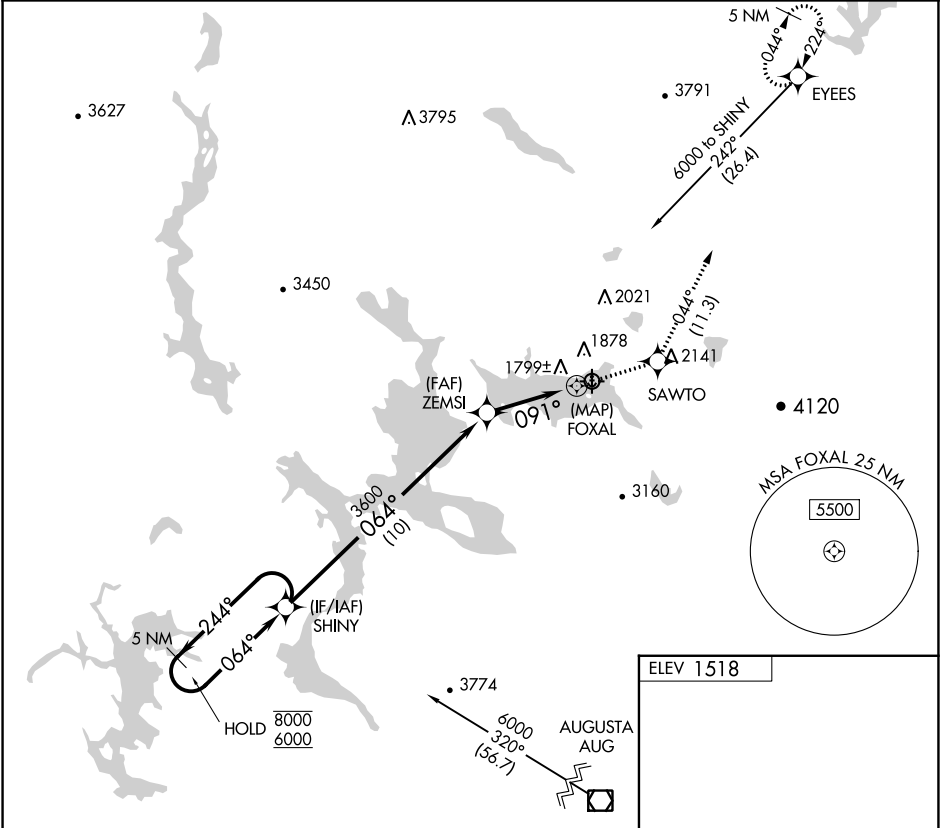 5 NM
044°
224°
EYEES
3627
3795
3791
6000 to SHINY
242°
(26.4)
3450
2021
044°
(11.3)
1878
1799±
2141
(FAF)
ZEMSI
091°
(MAP)
FOXAL
SAWTO
4120
MSA FOXAL 25 NM
5500
3160
3600
064°
(10)
(IF/IAF)
SHINY
244°
064°
5 NM
HOLD 8000
6000
3774
6000
320°
(56.7)
AUGUSTA
AUG
ELEV 1518